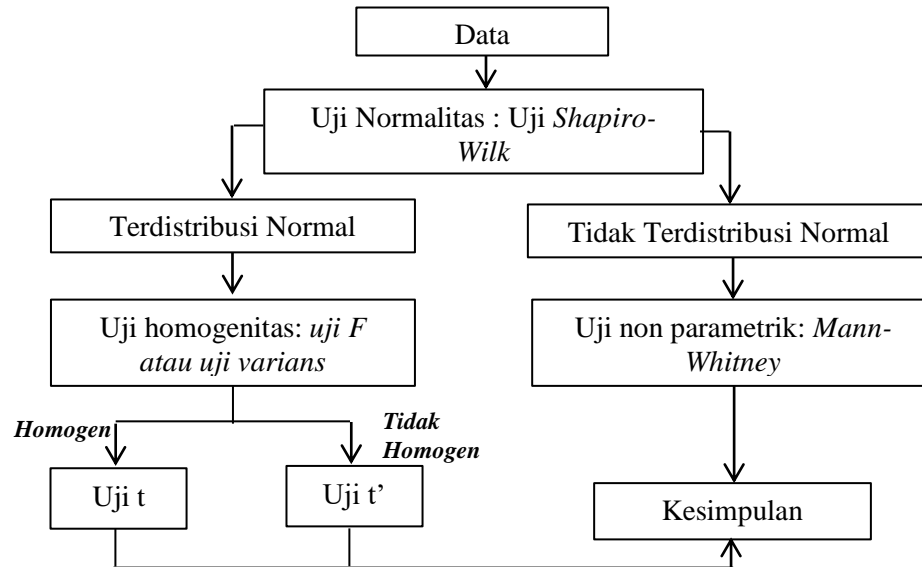 Data
Uji Normalitas : Uji Shapiro-
Wilk
Terdistribusi Normal
Tidak Terdistribusi Normal
Uji homogenitas: uji F
atau uji varians
Uji non parametrik: Mann-
Whitney
Homogen
Tidak
Homogen
Uji t
Uji t’
Kesimpulan